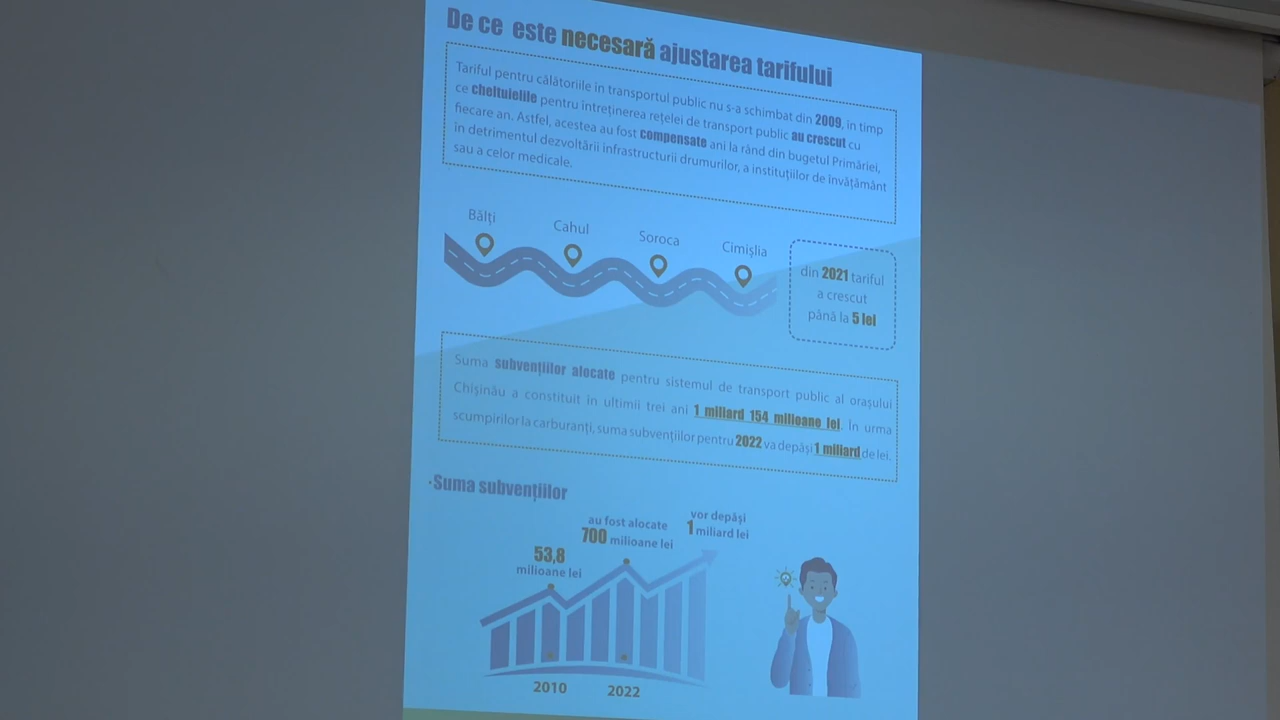 De ce este necesară ajustarea tarifului
Tariful pentru călătoriile în transportul public nu s-a schimbat din 2009, în timp
ce cheltuielile pentru întreținerea rețelei de transport public au crescut cu
fiecare an. Astfel, acestea au fost compensate ani la rând din bugetul Primăriei,
în detrimentul dezvoltării infrastructurii drumurilor, a instituțiilor de învățământ
sau a celor medicale.
Bălți
Cahul
Soroca
Cimișlia
din 2021 tariful
a crescut
până la 5 lei
Suma subvențiilor alocate pentru sistemul de transport public al orașului
Chișinău a constituit în ultimii trei ani 1 miliard 154 milioane lei. În urma
scumpirilor la carburanți, suma subvențiilor pentru 2022 va depăși 1 miliard de lei.
·Suma subvențiilor
53,8
milioane lei
au fost alocate
700 milioane lei
vor depăși
1 miliard lei
2010
2022